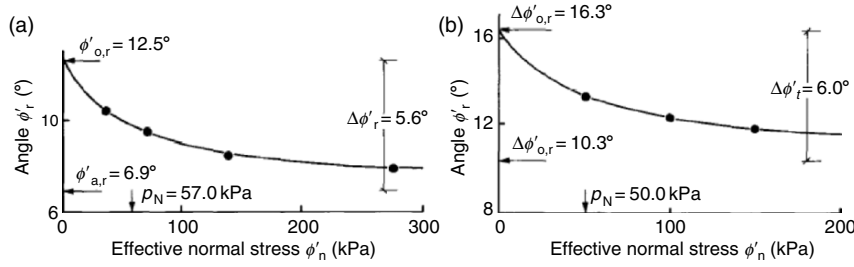 (a)
ϕ′o,r = 12.5°
Angle ϕ′r (°)
10
6
Δϕ′r = 5.6°
ϕ′a,r = 6.9°
pN = 57.0 kPa
0 100 200 300
Effective normal stress ϕ′n (kPa)
(b)
Δϕ′o,r = 16.3°
Angle ϕ′r (°)
16
12
8
Δϕ′t = 6.0°
Δϕ′o,r = 10.3°
pN = 50.0 kPa
0 100 200
Effective normal stress ϕ′n (kPa)